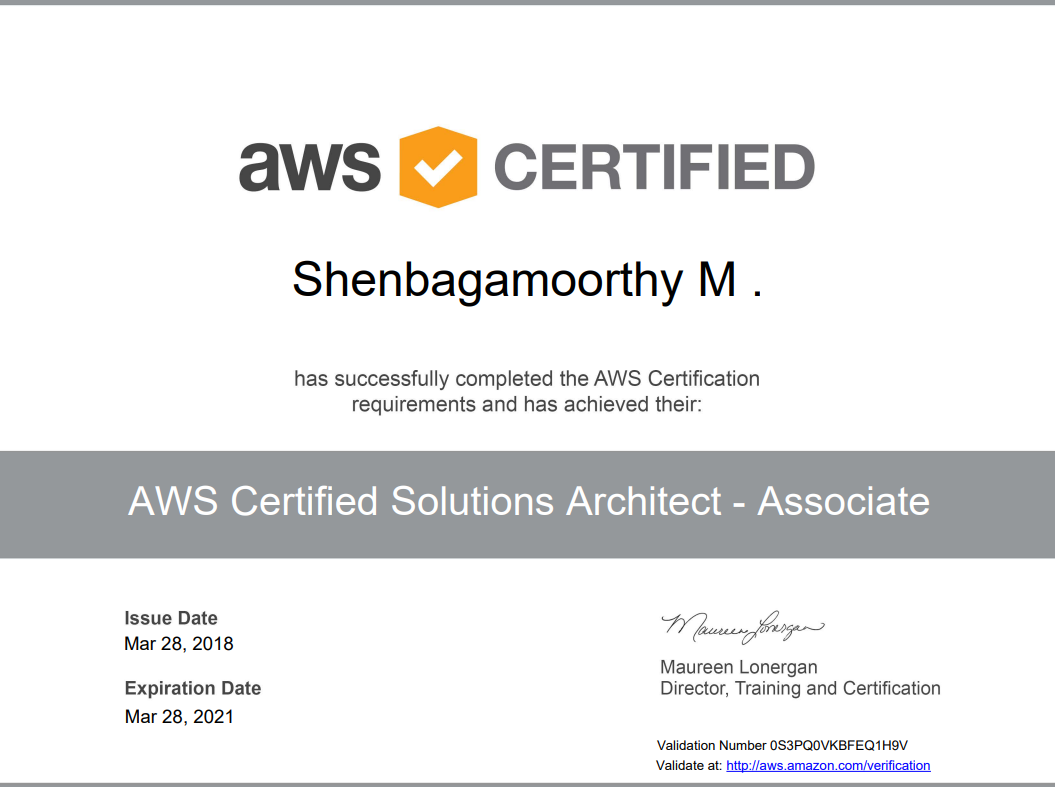 aws CERTIFIED
Shenbagamoorthy M .
has successfully completed the AWS Certification
requirements and has achieved their:
AWS Certified Solutions Architect - Associate
Issue Date
Mar 28, 2018
Expiration Date
Mar 28, 2021
Maureen Lonergan
Maureen Lonergan
Director, Training and Certification
Validation Number 0S3PQ0VKBFEQ1H9V
Validate at: http://aws.amazon.com/verification